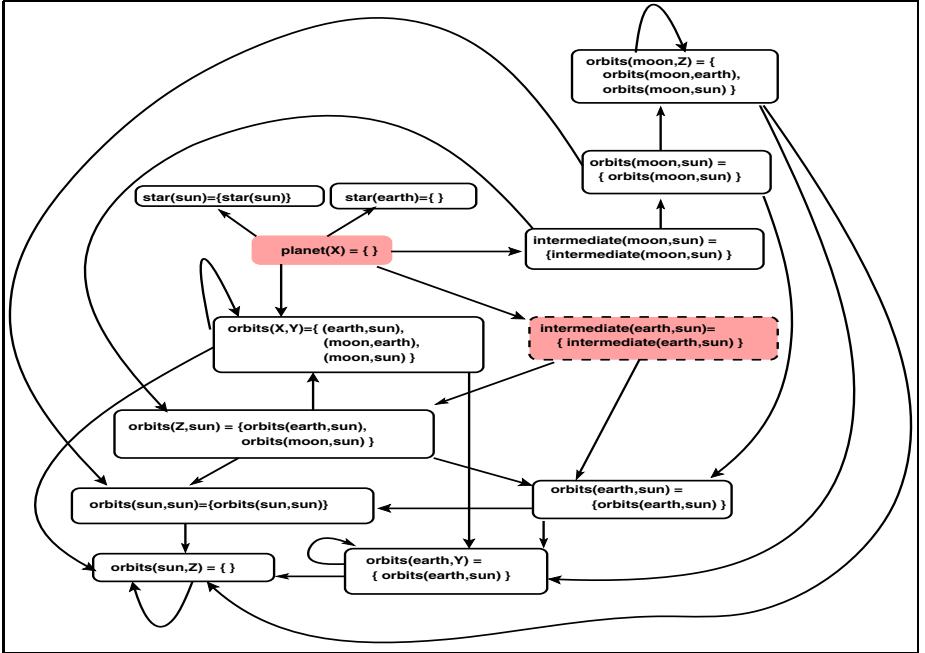 orbits(moon,Z) = {
orbits(moon,earth),
orbits(moon,sun) }
orbits(moon,sun) =
{ orbits(moon,sun) }
star(sun)={star(sun)}
star(earth)={ }
planet(X) = { }
intermediate(moon,sun) =
{intermediate(moon,sun) }
orbits(X,Y)={ (earth,sun),
(moon,earth),
(moon,sun) }
intermediate(earth,sun)=
{ intermediate(earth,sun) }
orbits(Z,sun) = {orbits(earth,sun),
orbits(moon,sun) }
orbits(sun,sun)={orbits(sun,sun)}
orbits(earth,sun) =
{orbits(earth,sun) }
orbits(sun,Z) = { }
orbits(earth,Y) =
{ orbits(earth,sun) }